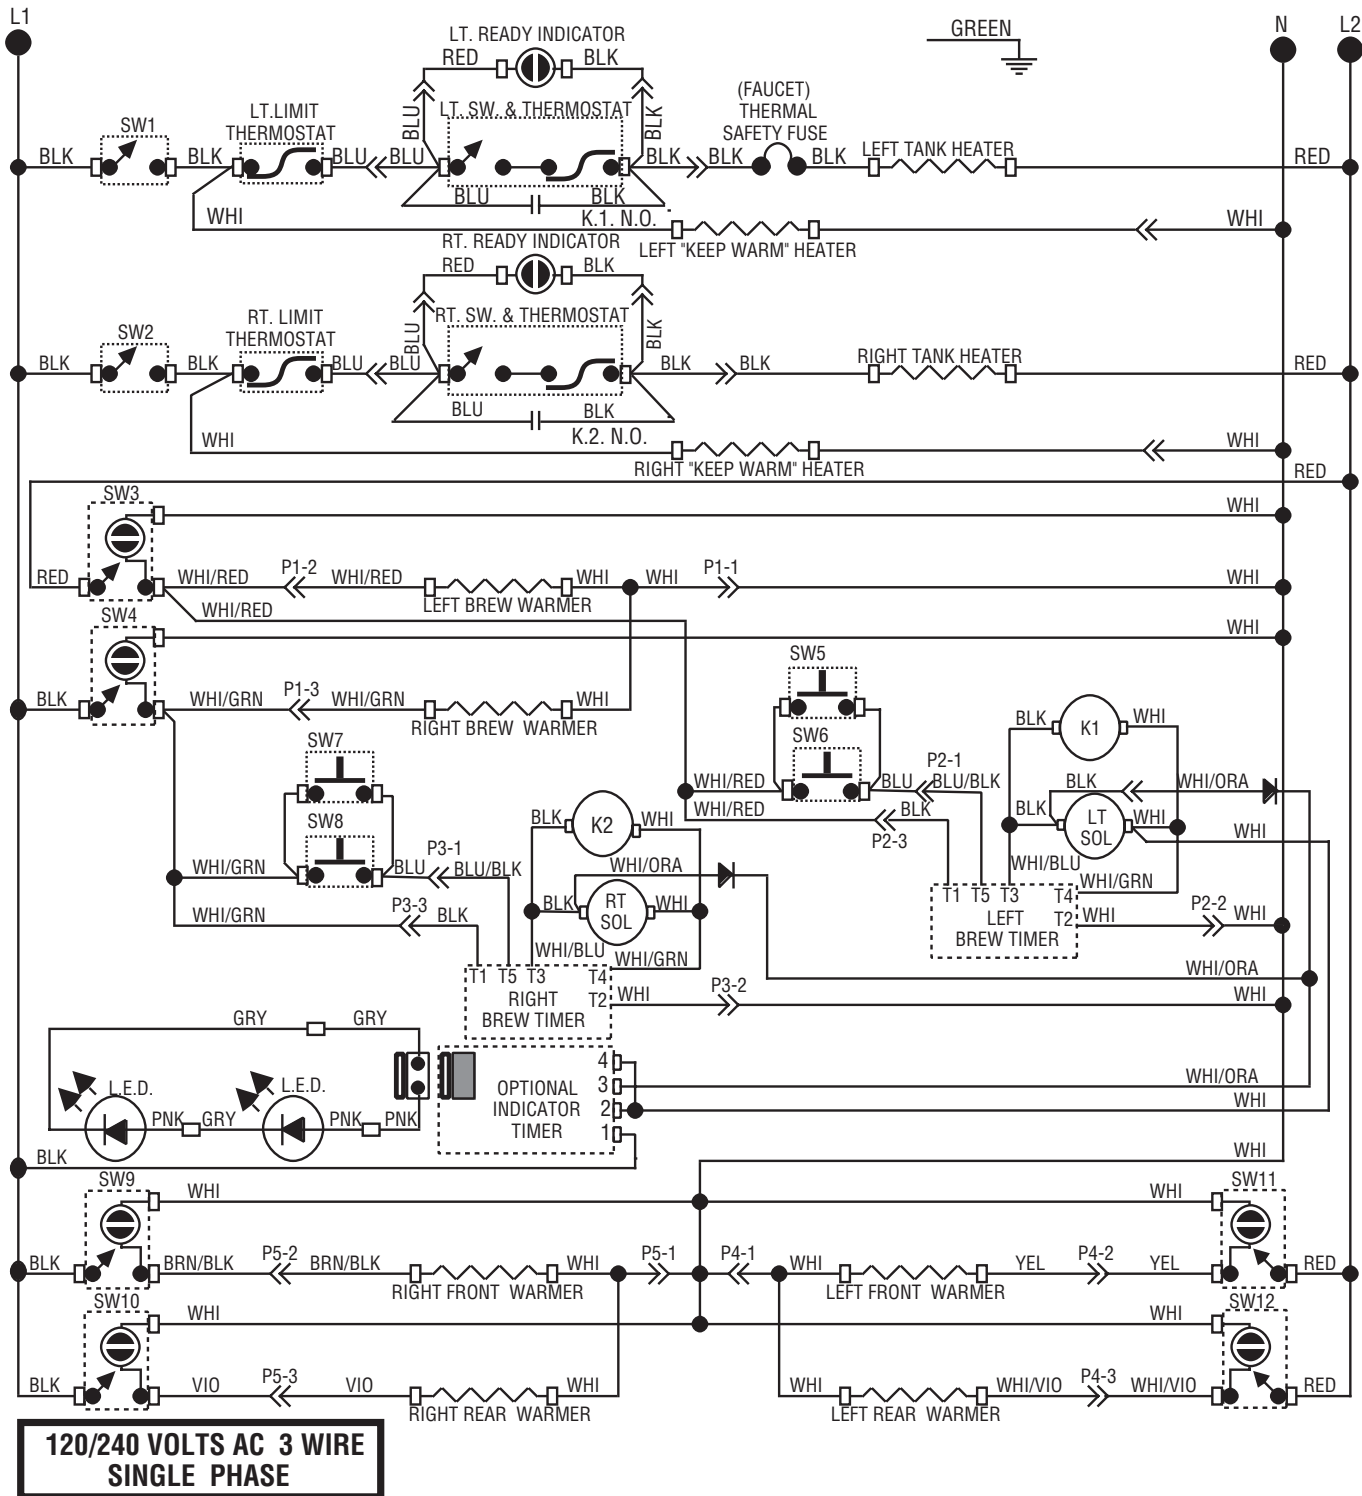 L1
GREEN
N
L2
LT. READY INDICATOR
RED
BLK
BLU
BLK
LT. SW. & THERMOSTAT
(FAUCET)
THERMAL
SAFETY FUSE
SW1
LT.LIMIT
THERMOSTAT
BLK
BLK
BLU
BLU
BLK
BLK
BLK
LEFT TANK HEATER
RED
BLU
BLK
WHI
K.1. N.O.
WHI
LEFT "KEEP WARM" HEATER
RT. READY INDICATOR
RED
BLK
BLU
BLK
RT. SW. & THERMOSTAT
SW2
RT. LIMIT
THERMOSTAT
BLK
BLK
BLU
BLU
BLK
BLK
RIGHT TANK HEATER
RED
BLU
BLK
WHI
K.2. N.O.
WHI
RIGHT "KEEP WARM" HEATER
RED
SW3
WHI
RED
WHI/RED
P1-2
WHI/RED
WHI
WHI
P1-1
WHI
LEFT BREW WARMER
WHI/RED
SW4
WHI
BLK
WHI/GRN
P1-3
WHI/GRN
WHI
RIGHT BREW WARMER
SW5
SW6
WHI/RED
BLU
P2-1
BLU/BLK
WHI/RED
BLK
P2-3
BLK
K1
WHI
BLK
WHI/ORA
BLK
LT
SOL
WHI
WHI
WHI/BLU
WHI/GRN
T1
T5
T3
T4
T2
LEFT
BREW TIMER
WHI
P2-2
WHI
SW7
SW8
WHI/GRN
BLU
P3-1
BLU/BLK
WHI/GRN
P3-3
BLK
BLK
K2
WHI
WHI/ORA
BLK
RT
SOL
WHI
WHI/BLU
WHI/GRN
T1
T5
T3
T4
T2
RIGHT
BREW TIMER
WHI
P3-2
WHI/ORA
WHI
GRY
GRY
L.E.D.
L.E.D.
PNK
GRY
PNK
PNK
OPTIONAL
INDICATOR
TIMER
4
3
2
1
WHI/ORA
WHI
BLK
WHI
SW9
WHI
WHI
SW11
BLK
BRN/BLK
P5-2
BRN/BLK
WHI
P5-1
P4-1
WHI
YEL
P4-2
YEL
RED
RIGHT FRONT WARMER
LEFT FRONT WARMER
SW10
WHI
WHI
SW12
BLK
VIO
P5-3
VIO
WHI
WHI
WHI/VIO
P4-3
WHI/VIO
RED
RIGHT REAR WARMER
LEFT REAR WARMER
120/240 VOLTS AC 3 WIRE
SINGLE PHASE